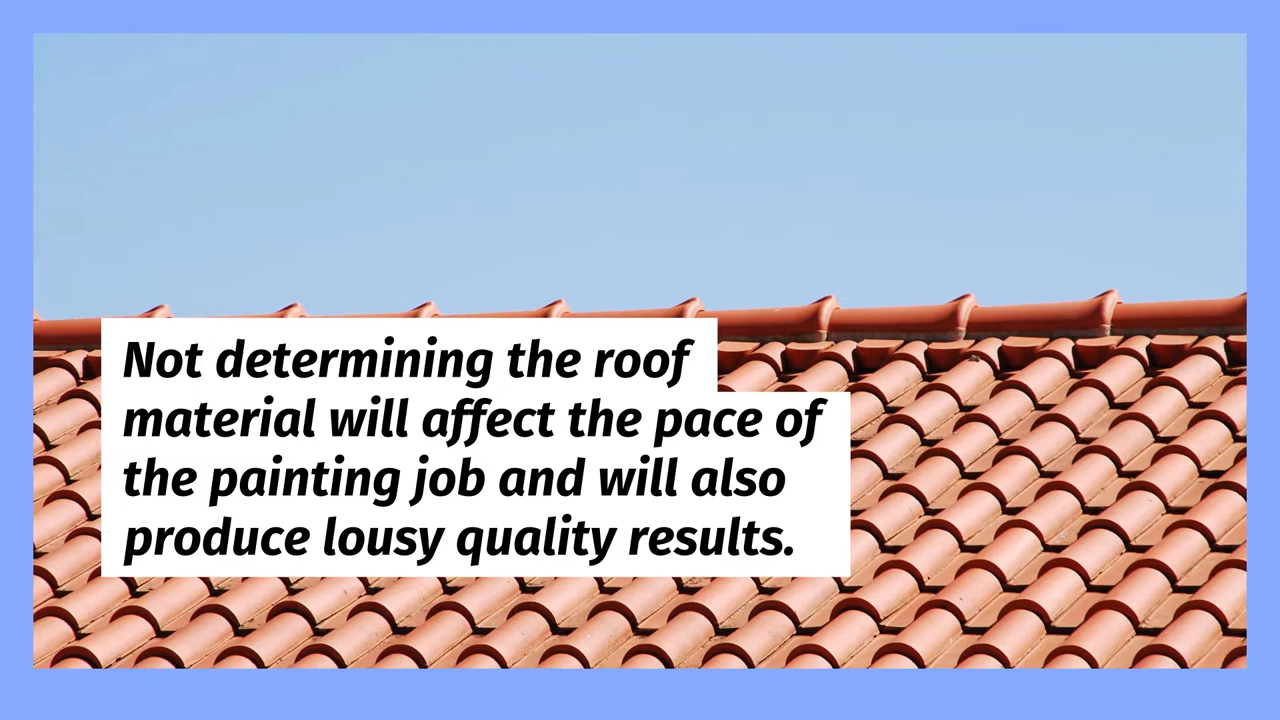 Not determining the roof
material will affect the pace of
the painting job and will also
produce lousy quality results.